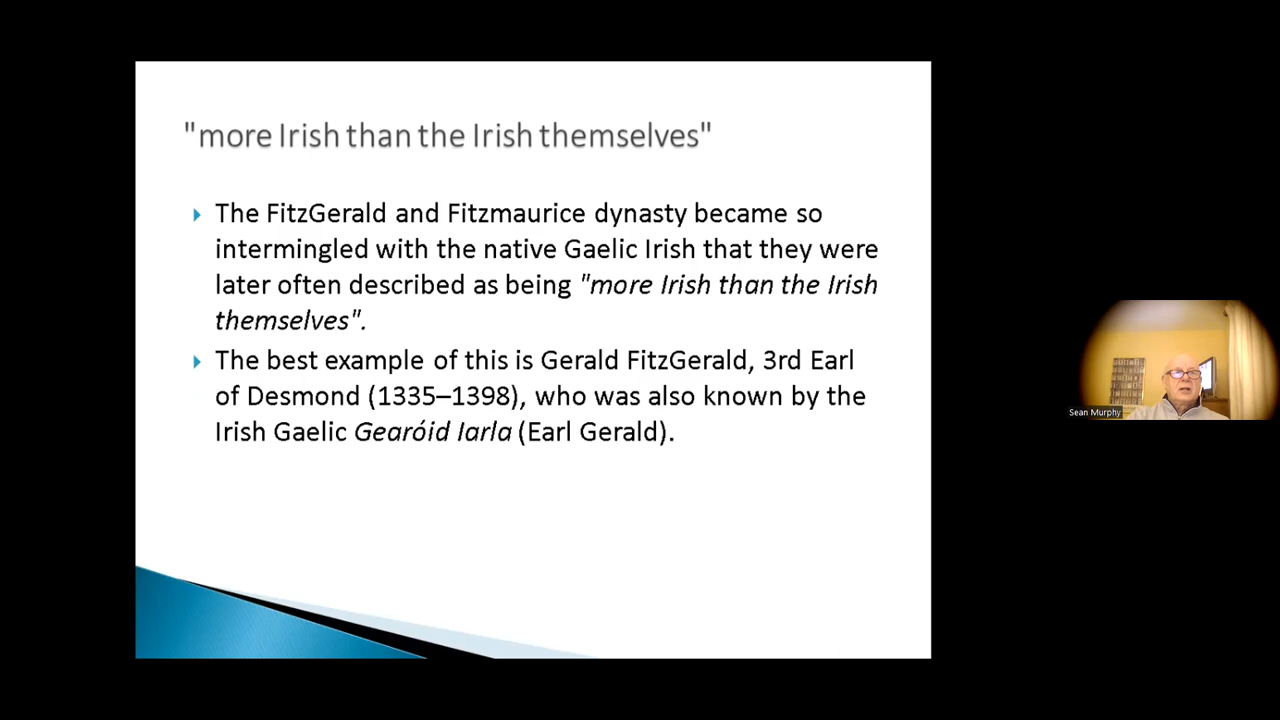 "more Irish than the Irish themselves"
The FitzGerald and Fitzmaurice dynasty became so
intermingled with the native Gaelic Irish that they were
later often described as being "more Irish than the Irish
themselves".
The best example of this is Gerald FitzGerald, 3rd Earl
of Desmond (1335–1398), who was also known by the
Irish Gaelic Gearóid Iarla (Earl Gerald).
Sean Murphy